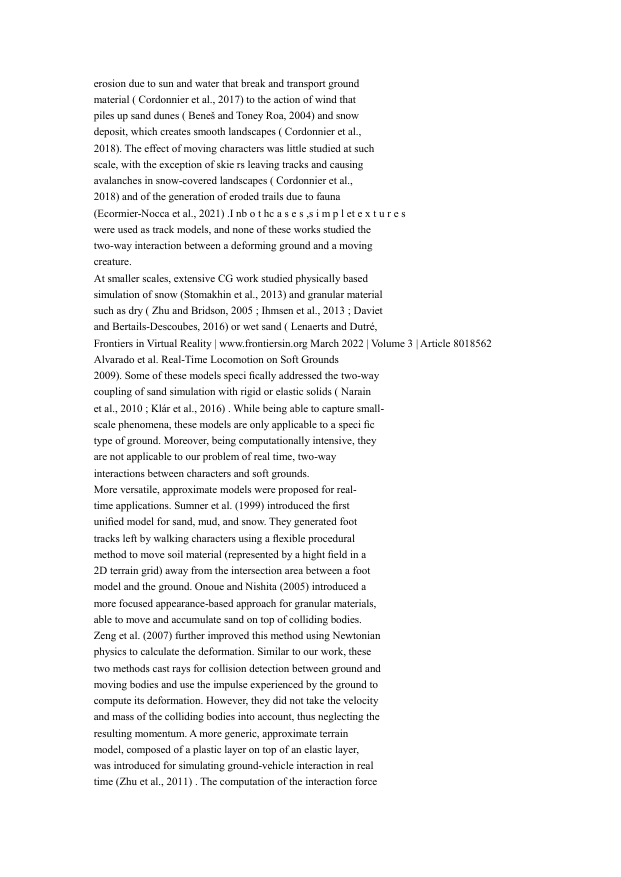 erosion due to sun and water that break and transport ground
material ( Cordonnier et al., 2017) to the action of wind that
piles up sand dunes ( Beneš and Toney Roa, 2004) and snow
deposit, which creates smooth landscapes ( Cordonnier et al.,
2018). The effect of moving characters was little studied at such
scale, with the exception of skie rs leaving tracks and causing
avalanches in snow-covered landscapes ( Cordonnier et al.,
2018) and of the generation of eroded trails due to fauna
(Ecormier-Nocca et al., 2021) .I nb o t hc a s e s ,s i m p l et e x t u r e s
were used as track models, and none of these works studied the
two-way interaction between a deforming ground and a moving
creature.
At smaller scales, extensive CG work studied physically based
simulation of snow (Stomakhin et al., 2013) and granular material
such as dry ( Zhu and Bridson, 2005 ; Ihmsen et al., 2013 ; Daviet
and Bertails-Descoubes, 2016) or wet sand ( Lenaerts and Dutré,
Frontiers in Virtual Reality | www.frontiersin.org March 2022 | Volume 3 | Article 8018562
Alvarado et al. Real-Time Locomotion on Soft Grounds
2009). Some of these models speci fically addressed the two-way
coupling of sand simulation with rigid or elastic solids ( Narain
et al., 2010 ; Klár et al., 2016) . While being able to capture small-
scale phenomena, these models are only applicable to a speci fic
type of ground. Moreover, being computationally intensive, they
are not applicable to our problem of real time, two-way
interactions between characters and soft grounds.
More versatile, approximate models were proposed for real-
time applications. Sumner et al. (1999) introduced the first
unified model for sand, mud, and snow. They generated foot
tracks left by walking characters using a flexible procedural
method to move soil material (represented by a hight field in a
2D terrain grid) away from the intersection area between a foot
model and the ground. Onoue and Nishita (2005) introduced a
more focused appearance-based approach for granular materials,
able to move and accumulate sand on top of colliding bodies.
Zeng et al. (2007) further improved this method using Newtonian
physics to calculate the deformation. Similar to our work, these
two methods cast rays for collision detection between ground and
moving bodies and use the impulse experienced by the ground to
compute its deformation. However, they did not take the velocity
and mass of the colliding bodies into account, thus neglecting the
resulting momentum. A more generic, approximate terrain
model, composed of a plastic layer on top of an elastic layer,
was introduced for simulating ground-vehicle interaction in real
time (Zhu et al., 2011) . The computation of the interaction force